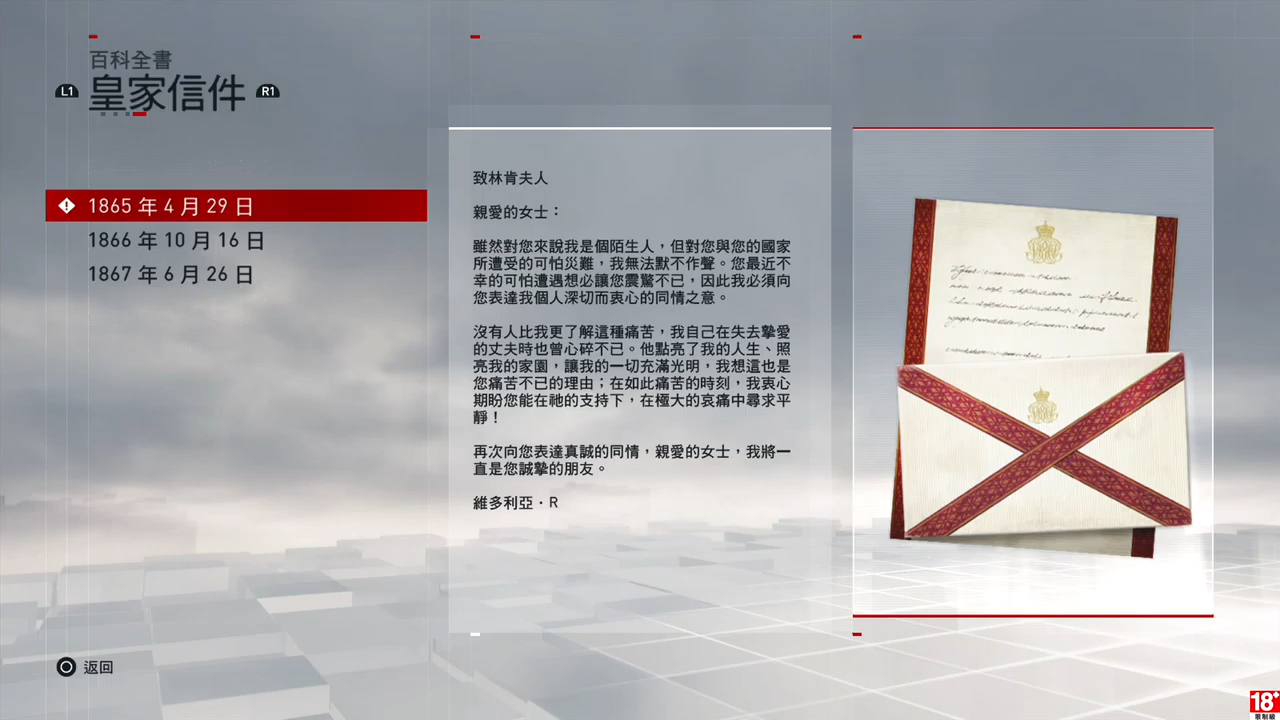 百科全書
L1 皇家信件 R1
1865 年 4 月 29 日
1866 年 10 月 16 日
1867 年 6 月 26 日
致林肯夫人
親愛的女士：
雖然對您來說我是個陌生人，但對您與您的國家
所遭受的可怕災難，我無法默不作聲。您最近不
幸的可怕遭遇想必讓您震驚不已，因此我必須向
您表達我個人深切而衷心的同情之意。
沒有人比我更了解這種痛苦，我自己在失去摯愛
的丈夫時也曾心碎不已。他點亮了我的人生、照
亮我的家園，讓我的一切充滿光明，我想這也是
您痛苦不已的理由；在如此痛苦的時刻，我衷心
期盼您能在祂的支持下，在極大的哀痛中尋求平
靜！
再次向您表達真誠的同情，親愛的女士，我將一
直是您誠摯的朋友。
維多利亞．R
返回
18+
限制級